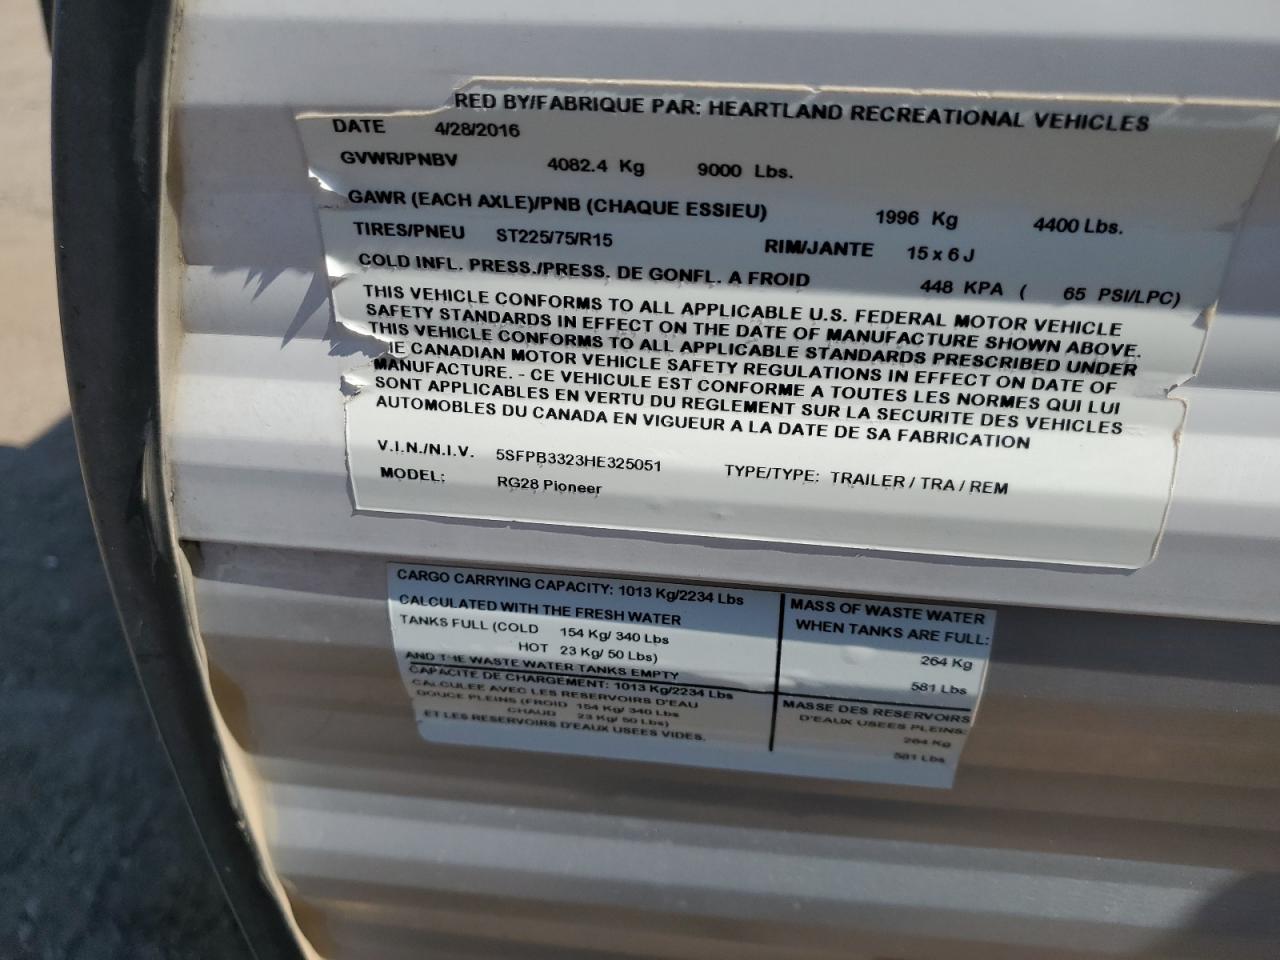 RED BY/FABRIQUE PAR: HEARTLAND RECREATIONAL VEHICLES
DATE 4/28/2016
GVWR/PNBV 4082.4 Kg 9000 Lbs.
GAWR (EACH AXLE)/PNB (CHAQUE ESSIEU) 1996 Kg 4400 Lbs.
TIRES/PNEU ST225/75/R15 RIM/JANTE 15 x 6 J
COLD INFL. PRESS./PRESS. DE GONFL. A FROID 448 KPA ( 65 PSI/LPC)
THIS VEHICLE CONFORMS TO ALL APPLICABLE U.S. FEDERAL MOTOR VEHICLE
SAFETY STANDARDS IN EFFECT ON THE DATE OF MANUFACTURE SHOWN ABOVE.
THIS VEHICLE CONFORMS TO ALL APPLICABLE STANDARDS PRESCRIBED UNDER
HE CANADIAN MOTOR VEHICLE SAFETY REGULATIONS IN EFFECT ON DATE OF
MANUFACTURE. - CE VEHICULE EST CONFORME A TOUTES LES NORMES QUI LUI
SONT APPLICABLES EN VERTU DU REGLEMENT SUR LA SECURITE DES VEHICLES
AUTOMOBILES DU CANADA EN VIGUEUR A LA DATE DE SA FABRICATION
V.I.N./N.I.V. 5SFPB3323HE325051 TYPE/TYPE: TRAILER / TRA / REM
MODEL: RG28 Pioneer
CARGO CARRYING CAPACITY: 1013 Kg/2234 Lbs
CALCULATED WITH THE FRESH WATER
TANKS FULL (COLD 154 Kg/ 340 Lbs
HOT 23 Kg/ 50 Lbs)
AND THE WASTE WATER TANKS EMPTY
CAPACITE DE CHARGEMENT: 1013 Kg/2234 Lbs
CALCULEE AVEC LES RESERVOIRS D'EAU
DOUCE PLEINS (FROID 154 Kg/ 340 Lbs
CHAUD 23 Kg/ 50 Lbs)
ET LES RESERVOIRS D'EAUX USEES VIDES.
MASS OF WASTE WATER
WHEN TANKS ARE FULL:
264 Kg
581 Lbs
MASSE DES RESERVOIRS
D'EAUX USEES PLEINS:
264 Kg
581 Lbs